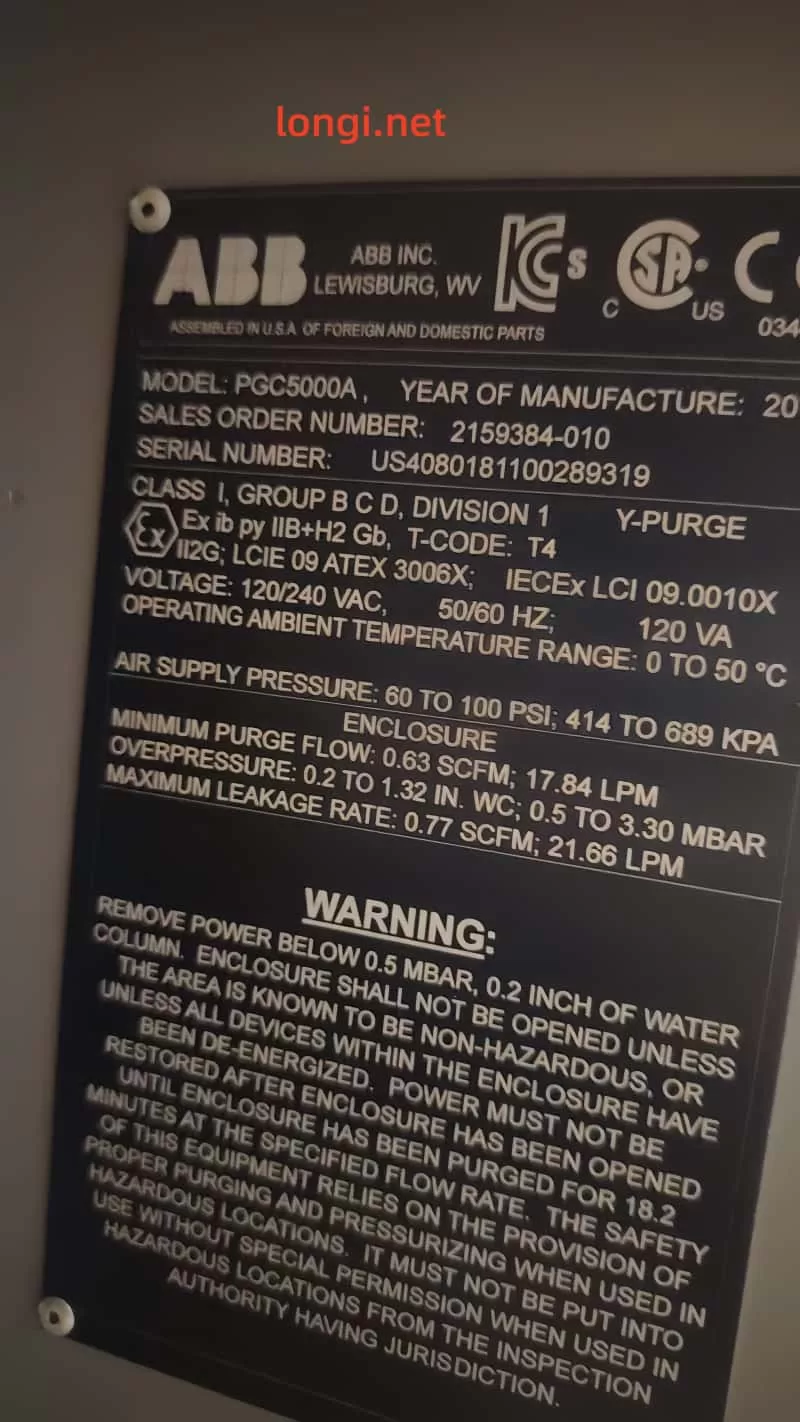 longi.net
ABB
ABB INC.
LEWISBURG, WV
ASSEMBLED IN U.S.A. OF FOREIGN AND DOMESTIC PARTS
KC s
C SA US
034
MODEL: PGC5000A, YEAR OF MANUFACTURE: 20
SALES ORDER NUMBER: 2159384-010
SERIAL NUMBER: US4080181100289319
CLASS I, GROUP B C D, DIVISION 1 Y-PURGE
Ex Ex ib py IIB+H2 Gb, T-CODE: T4
II2G; LCIE 09 ATEX 3006X; IECEx LCI 09.0010X
VOLTAGE: 120/240 VAC, 50/60 HZ; 120 VA
OPERATING AMBIENT TEMPERATURE RANGE: 0 TO 50 °C
AIR SUPPLY PRESSURE: 60 TO 100 PSI; 414 TO 689 KPA
ENCLOSURE
MINIMUM PURGE FLOW: 0.63 SCFM; 17.84 LPM
OVERPRESSURE: 0.2 TO 1.32 IN. WC; 0.5 TO 3.30 MBAR
MAXIMUM LEAKAGE RATE: 0.77 SCFM; 21.66 LPM
WARNING:
REMOVE POWER BELOW 0.5 MBAR, 0.2 INCH OF WATER
COLUMN. ENCLOSURE SHALL NOT BE OPENED UNLESS
THE AREA IS KNOWN TO BE NON-HAZARDOUS, OR
UNLESS ALL DEVICES WITHIN THE ENCLOSURE HAVE
BEEN DE-ENERGIZED. POWER MUST NOT BE
RESTORED AFTER ENCLOSURE HAS BEEN OPENED
UNTIL ENCLOSURE HAS BEEN PURGED FOR 18.2
MINUTES AT THE SPECIFIED FLOW RATE. THE SAFETY
OF THIS EQUIPMENT RELIES ON THE PROVISION OF
PROPER PURGING AND PRESSURIZING WHEN USED IN
HAZARDOUS LOCATIONS. IT MUST NOT BE PUT INTO
USE WITHOUT SPECIAL PERMISSION WHEN USED IN
HAZARDOUS LOCATIONS FROM THE INSPECTION
AUTHORITY HAVING JURISDICTION.